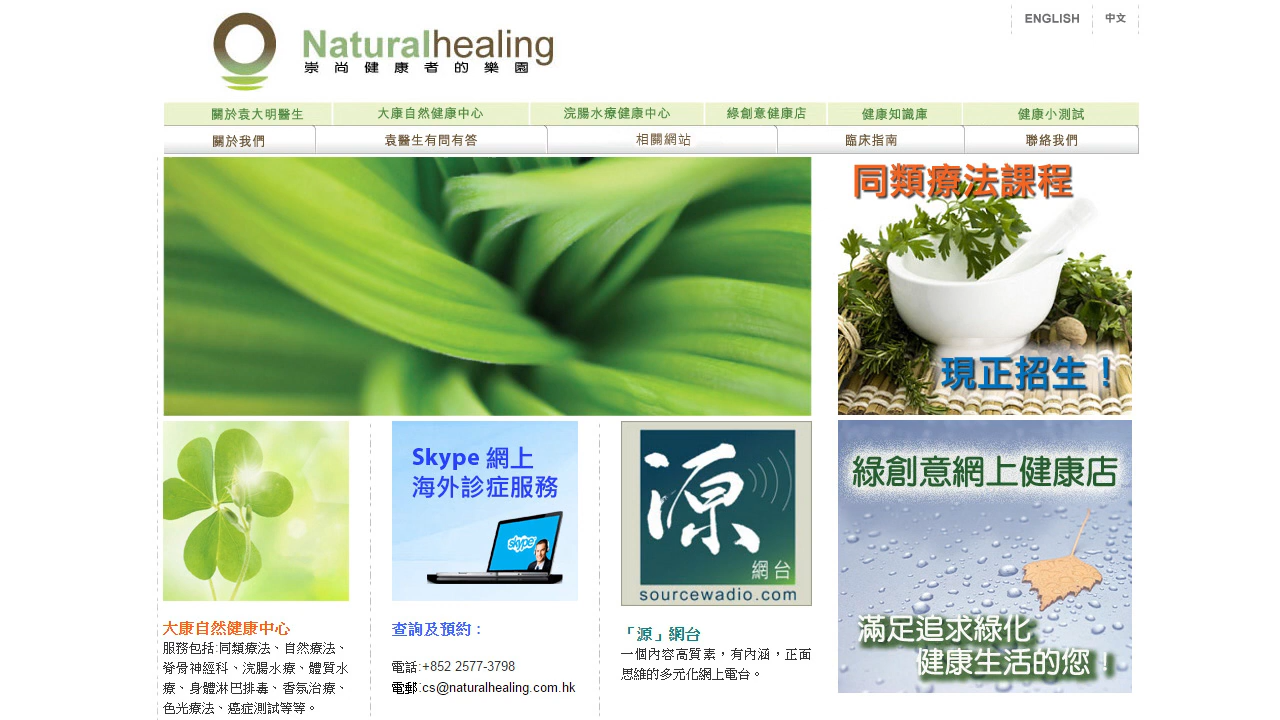 ENGLISH 中文
Naturalhealing
崇尚健康者的樂園
關於袁大明醫生 大康自然健康中心 浣腸水療健康中心 綠創意健康店 健康知識庫 健康小測試
關於我們 袁醫生有問有答 相關網站 臨床指南 聯絡我們
同類療法課程
現正招生！
Skype 網上
海外診症服務
skype
源
網台
sourcewadio.com
綠創意網上健康店
滿足追求綠化
健康生活的您！
大康自然健康中心
服務包括:同類療法、自然療法、
脊骨神經科、浣腸水療、體質水
療、身體淋巴排毒、香氛治療、
色光療法、癌症測試等等。
查詢及預約：
電話:+852 2577-3798
電郵:cs@naturalhealing.com.hk
「源」網台
一個內容高質素，有內涵，正面
思維的多元化網上電台。